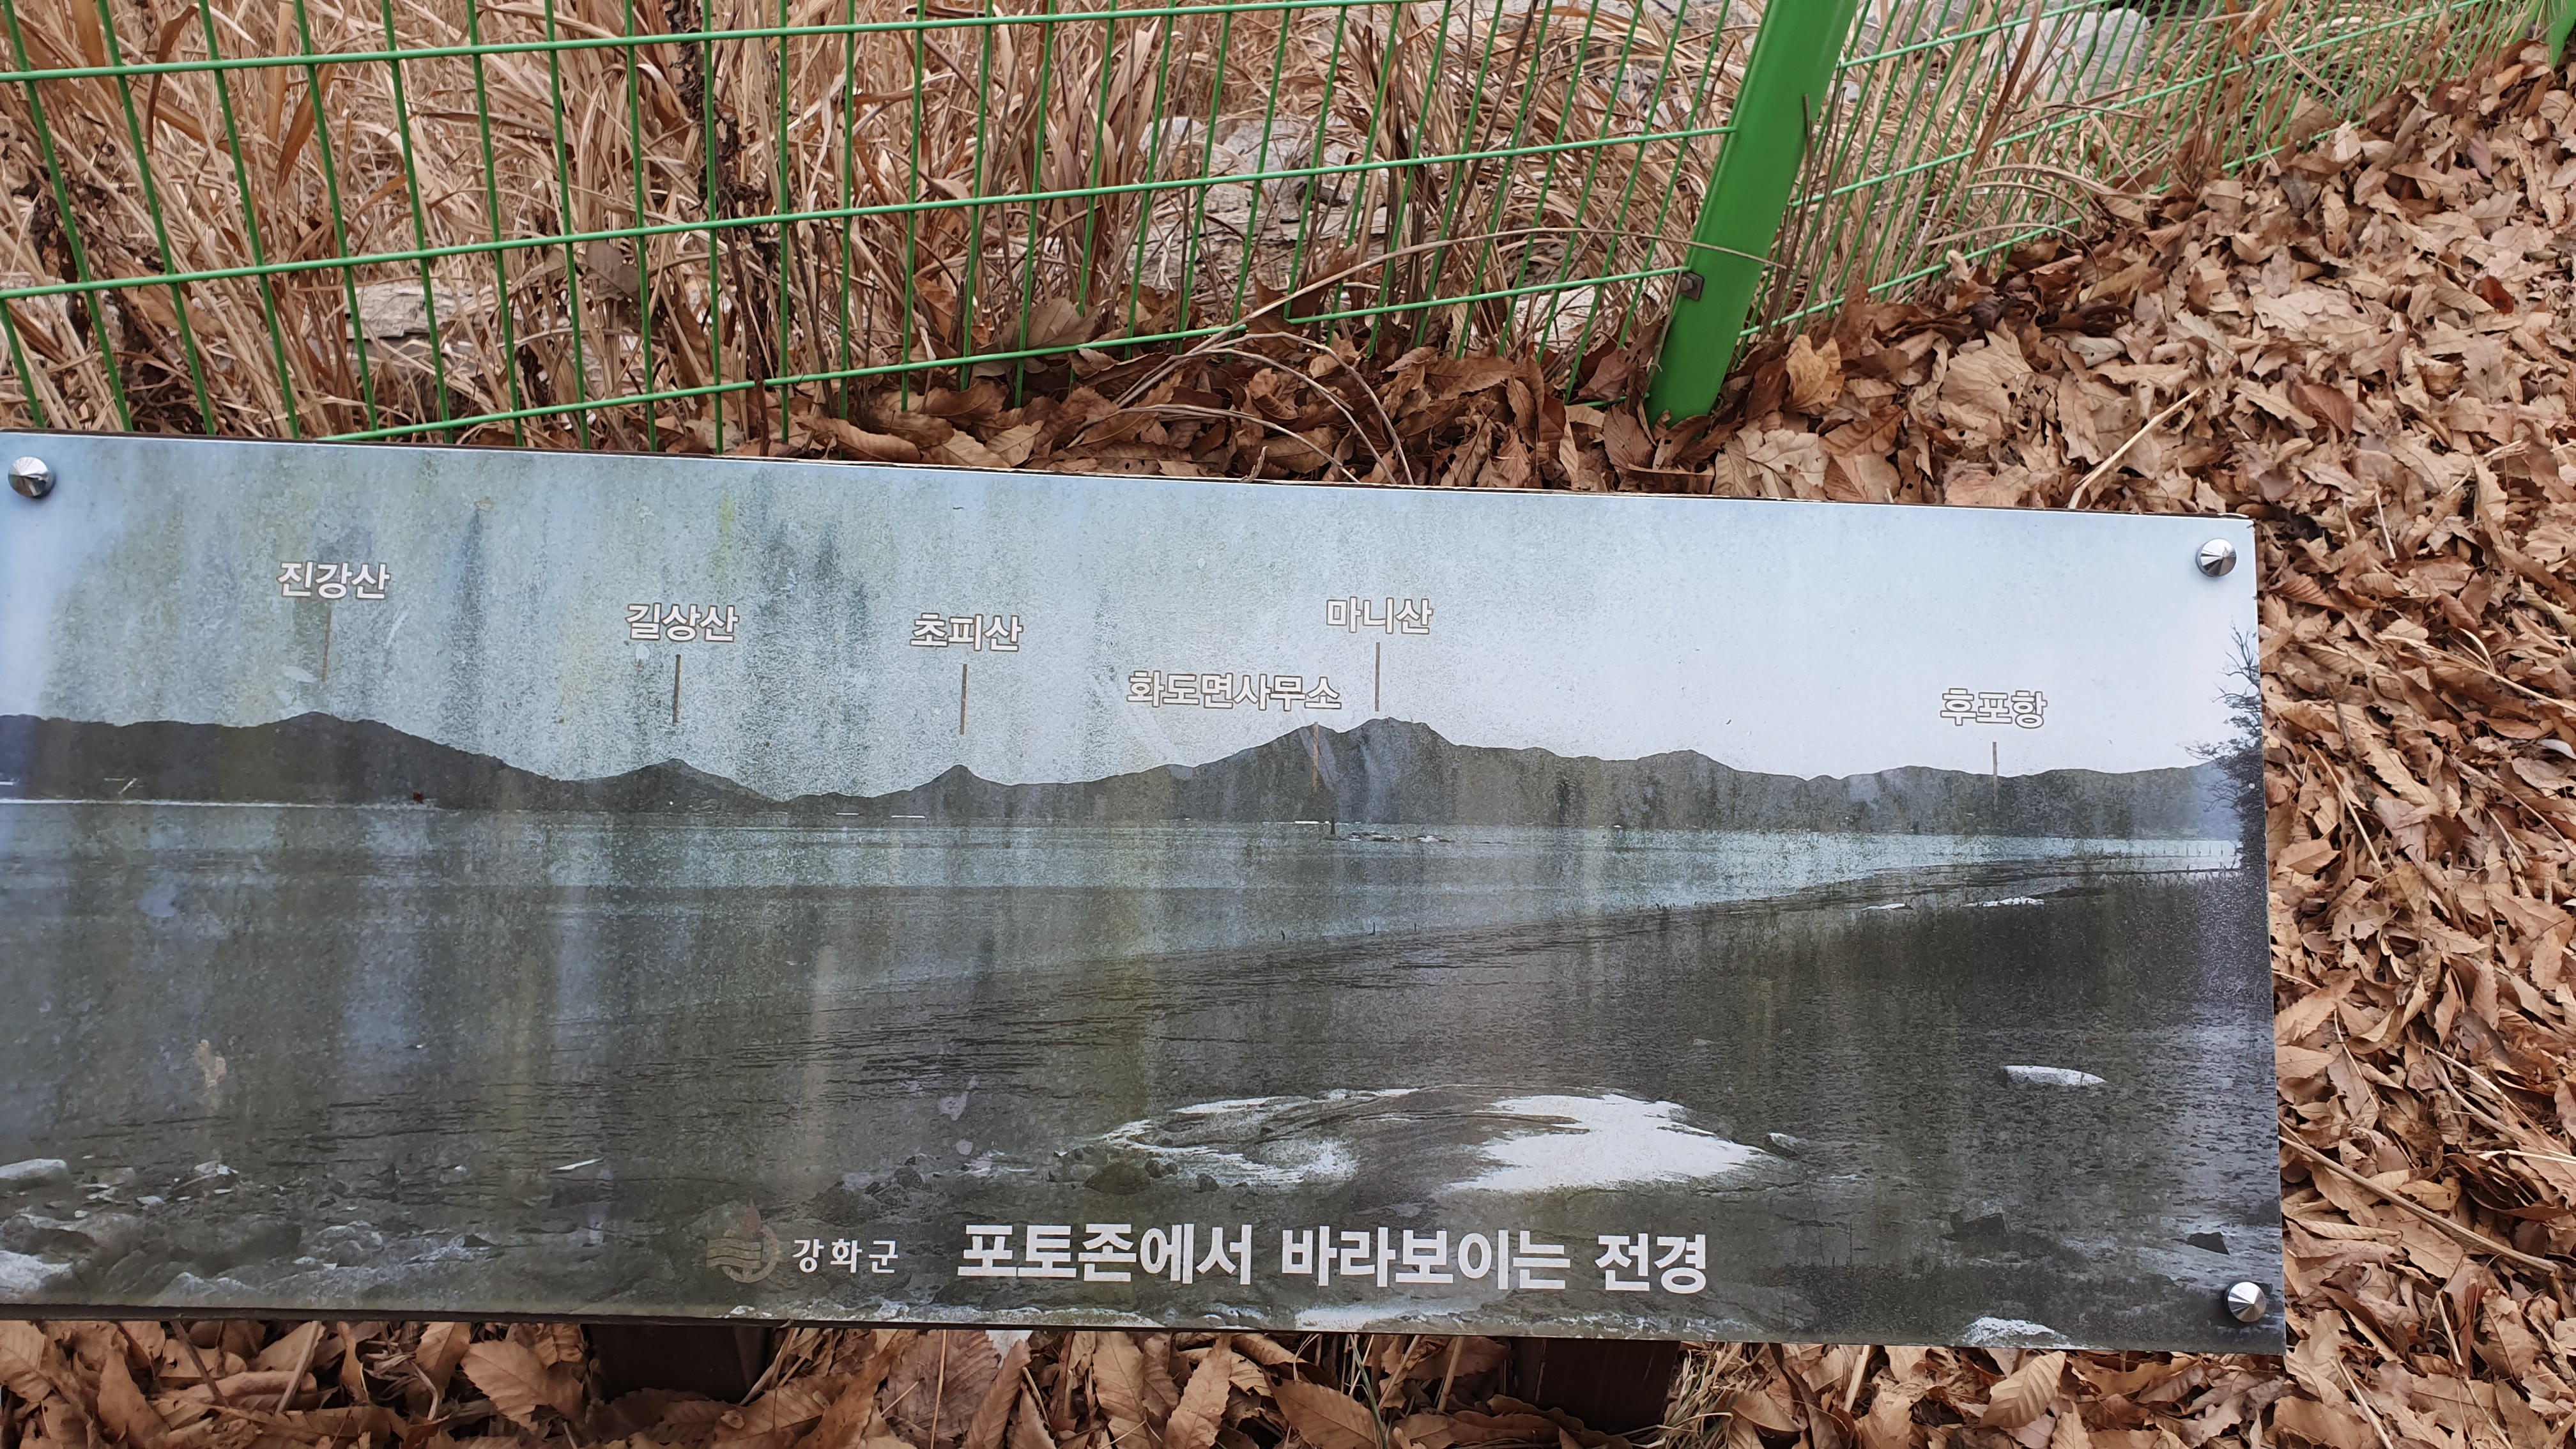 진강산
길상산
초피산
마니산
화도면사무소
후포항
강화군 포토존에서 바라보이는 전경